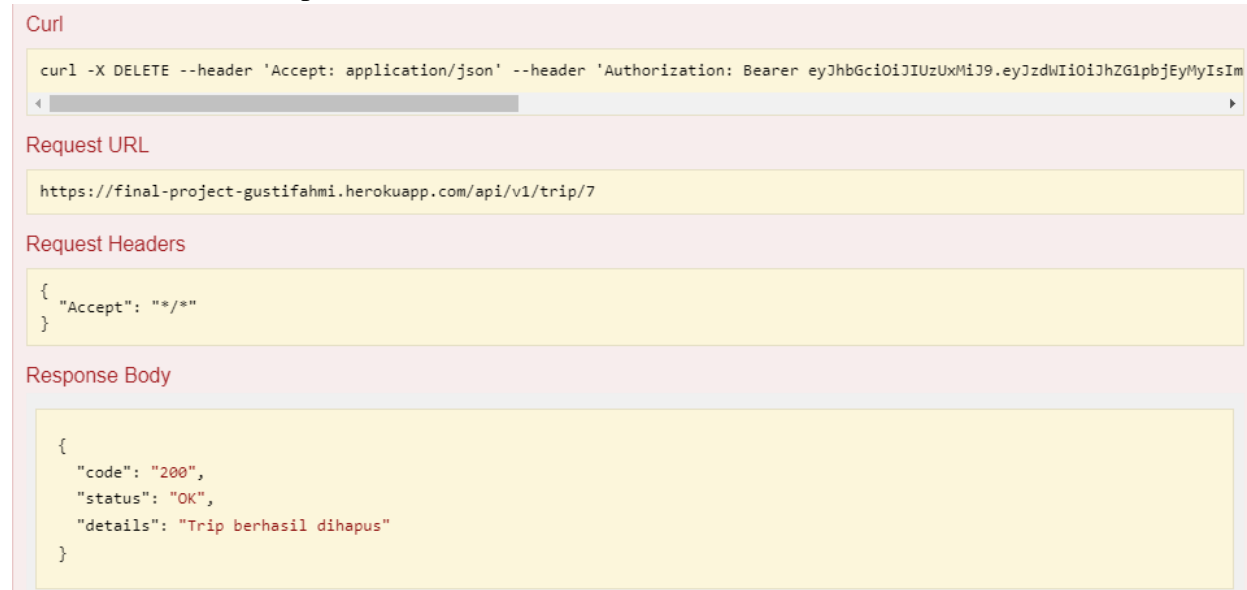 Curl
curl -X DELETE --header 'Accept: application/json' --header 'Authorization: Bearer eyJhbGciOiJIUzUxMiJ9.eyJzdWIiOiJhZG1pbjEyMyIsIm
Request URL
https://final-project-gustifahmi.herokuapp.com/api/v1/trip/7
Request Headers
{
"Accept": "*/*"
}
Response Body
{
"code": "200",
"status": "OK",
"details": "Trip berhasil dihapus"
}